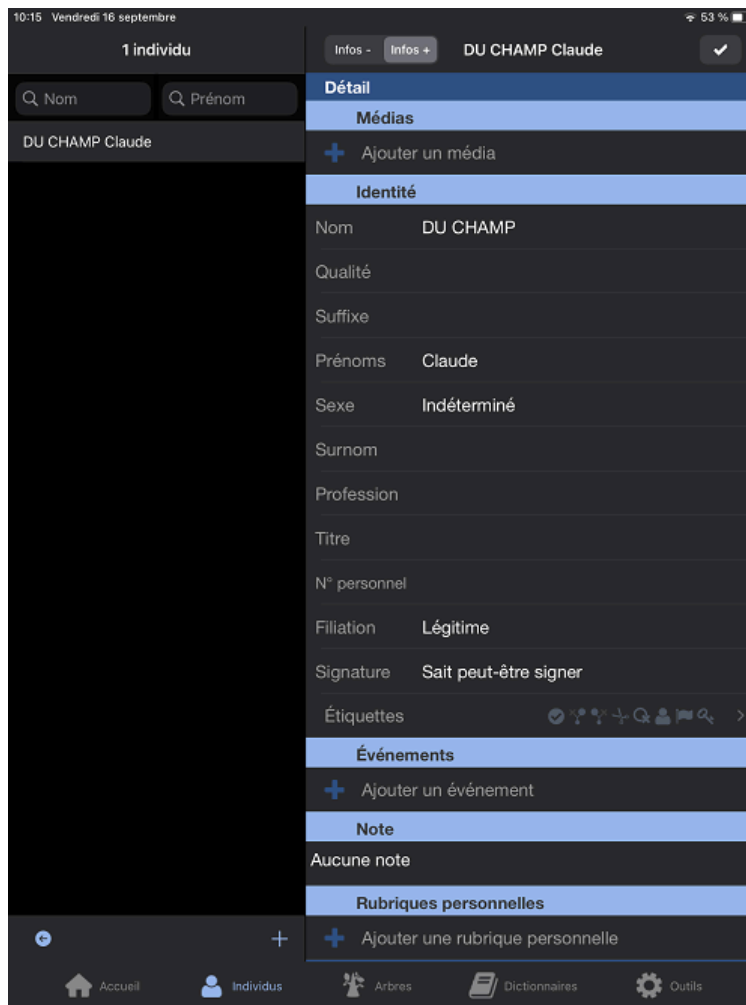 10:15 Vendredi 16 septembre
53 %
1 individu
Infos -
Infos +
DU CHAMP Claude
Nom
Prénom
DU CHAMP Claude
Détail
Médias
Ajouter un média
Identité
Nom DU CHAMP
Qualité
Suffixe
Prénoms Claude
Sexe Indéterminé
Surnom
Profession
Titre
N° personnel
Filiation Légitime
Signature Sait peut-être signer
Étiquettes
Événements
Ajouter un événement
Note
Aucune note
Rubriques personnelles
Ajouter une rubrique personnelle
Accueil
Individus
Arbres
Dictionnaires
Outils